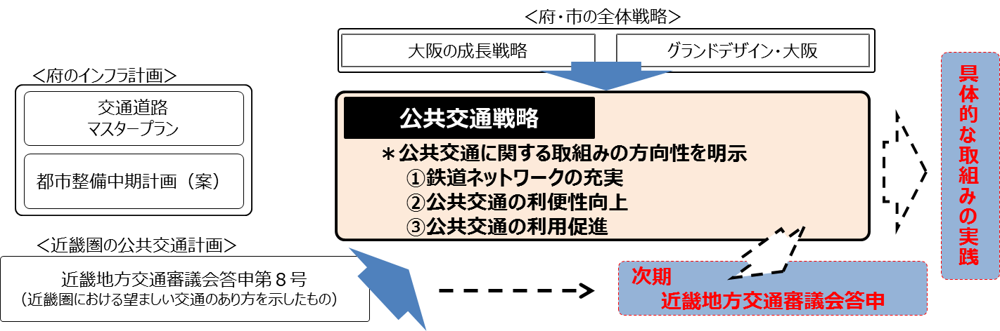 ＜府・市の全体戦略＞
大阪の成長戦略
グランドデザイン・大阪
＜府のインフラ計画＞
交通道路
マスタープラン
都市整備中期計画（案）
公共交通戦略
＊公共交通に関する取組みの方向性を明示
①鉄道ネットワークの充実
②公共交通の利便性向上
③公共交通の利用促進
具体的な取組みの実践
＜近畿圏の公共交通計画＞
近畿地方交通審議会答申第８号
（近畿圏における望ましい交通のあり方を示したもの）
次期
近畿地方交通審議会答申